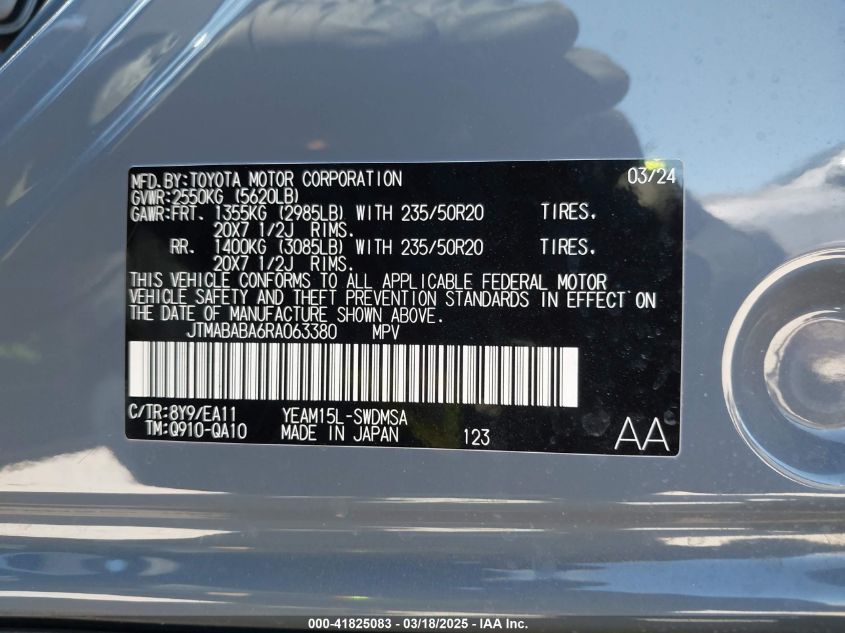 MFD.BY:TOYOTA MOTOR CORPORATION 03/24
GVWR:2550KG (5620LB)
GAWR:FRT. 1355KG (2985LB) WITH 235/50R20 TIRES.
20X7 1/2J RIMS.
RR. 1400KG (3085LB) WITH 235/50R20 TIRES.
20X7 1/2J RIMS.
THIS VEHICLE CONFORMS TO ALL APPLICABLE FEDERAL MOTOR
VEHICLE SAFETY AND THEFT PREVENTION STANDARDS IN EFFECT ON
THE DATE OF MANUFACTURE SHOWN ABOVE.
JTMABABA6RA063380 MPV
C/TR:8Y9/EA11 YEAM15L-SWDMSA
TM:Q910-QA10 MADE IN JAPAN 123 AA
000-41825083 - 03/18/2025 - IAA Inc.